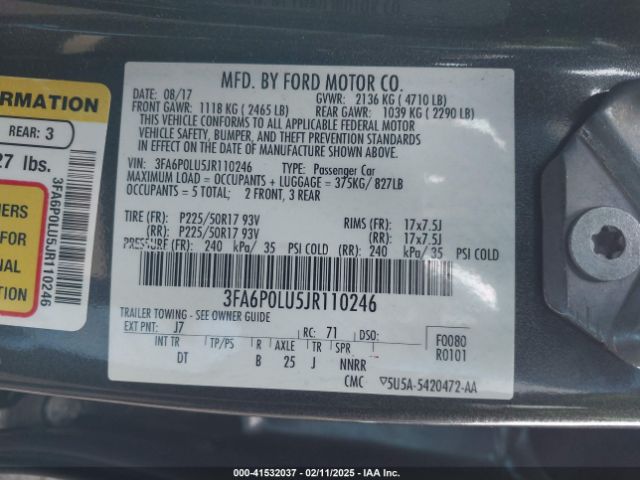 BY FORD MOTOR CO.
ORMATION
REAR: 3
27 lbs.
NERS
FOR
NAL
ION
3FA6P0LU5JR110246
MFD. BY FORD MOTOR CO.
DATE: 08/17 GVWR: 2136 KG ( 4710 LB)
FRONT GAWR: 1118 KG ( 2465 LB) REAR GAWR: 1039 KG ( 2290 LB)
THIS VEHICLE CONFORMS TO ALL APPLICABLE FEDERAL MOTOR
VEHICLE SAFETY, BUMPER, AND THEFT PREVENTION STANDARDS
IN EFFECT ON THE DATE OF MANUFACTURE SHOWN ABOVE.
VIN: 3FA6P0LU5JR110246 TYPE: Passenger Car
MAXIMUM LOAD = OCCUPANTS + LUGGAGE = 375KG/ 827LB
OCCUPANTS = 5 TOTAL; 2 FRONT, 3 REAR
TIRE (FR): P225/50R17 93V RIMS (FR): 17x7.5J
(RR): P225/50R17 93V (RR): 17x7.5J
PRESSURE (FR): 240 kPa/ 35 PSI COLD (RR): 240 kPa/ 35 PSI COLD
3FA6P0LU5JR110246
TRAILER TOWING - SEE OWNER GUIDE
EXT PNT: J7 RC: 71 DSO: F0080
INT TR TP/PS R AXLE TR SPR R0101
DT B 25 J NNRR
CMC ▽5U5A-5420472-AA
000-41532037 - 02/11/2025 - IAA Inc.